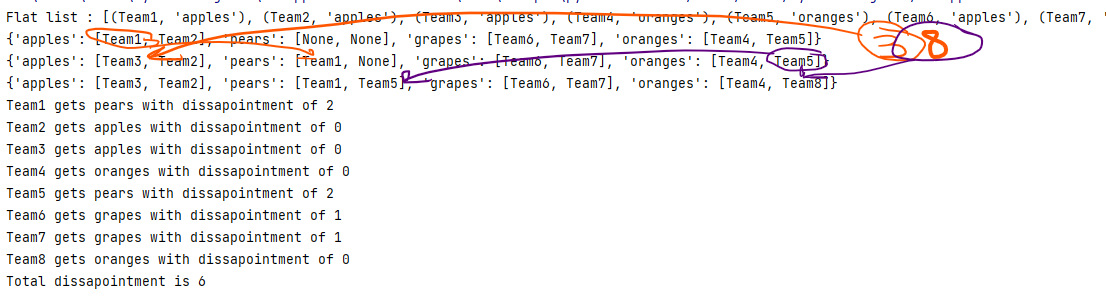 Flat list : [(Team1, 'apples'), (Team2, 'apples'), (Team3, 'apples'), (Team4, 'oranges'), (Team5, 'oranges'), (Team6, 'apples'), (Team7, '
{'apples': [Team1, Team2], 'pears': [None, None], 'grapes': [Team6, Team7], 'oranges': [Team4, Team5]} 3 8
{'apples': [Team3, Team2], 'pears': [Team1, None], 'grapes': [Team6, Team7], 'oranges': [Team4, Team5]}
{'apples': [Team3, Team2], 'pears': [Team1, Team5], 'grapes': [Team6, Team7], 'oranges': [Team4, Team8]}
Team1 gets pears with dissapointment of 2
Team2 gets apples with dissapointment of 0
Team3 gets apples with dissapointment of 0
Team4 gets oranges with dissapointment of 0
Team5 gets pears with dissapointment of 2
Team6 gets grapes with dissapointment of 1
Team7 gets grapes with dissapointment of 1
Team8 gets oranges with dissapointment of 0
Total dissapointment is 6